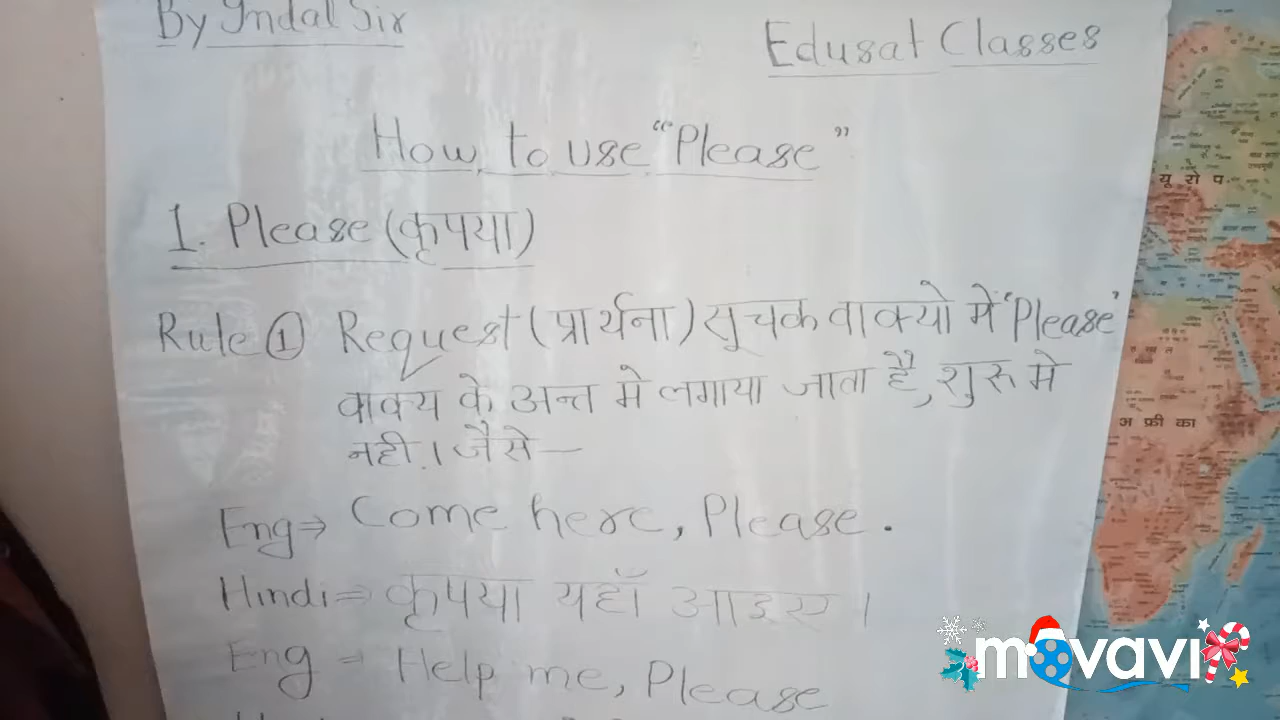 By Indal Sir
Edusat Classes
How to use "Please"
1. Please (कृपया)
Rule ① Request (प्रार्थना) सूचक वाक्यो में 'Please'
वाक्य के अन्त मे लगाया जाता है, शुरू मे
नही। जैसे—
Eng⇒ Come here, Please.
Hindi⇒ कृपया यहाँ आइए।
Eng = Help me, Please
यू रो प
अ फ्री का
movavi